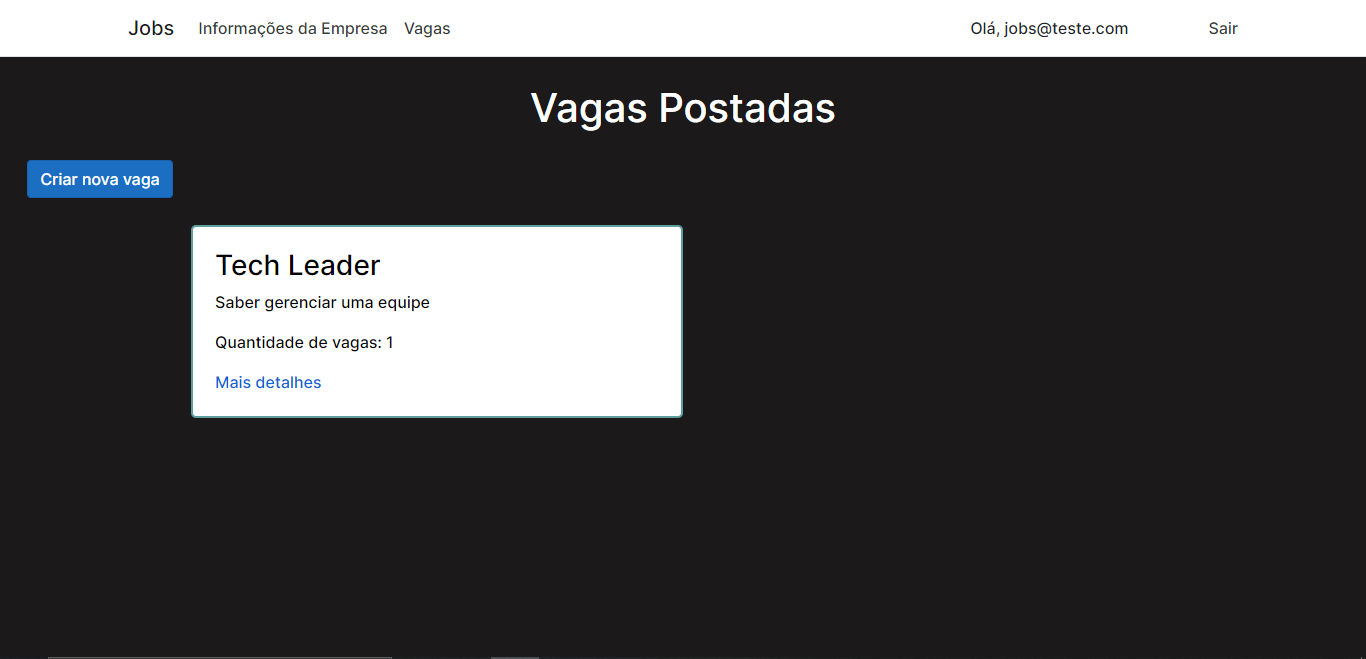 Jobs Informações da Empresa Vagas Olá, jobs@teste.com Sair
Vagas Postadas
Criar nova vaga
Tech Leader
Saber gerenciar uma equipe
Quantidade de vagas: 1
Mais detalhes